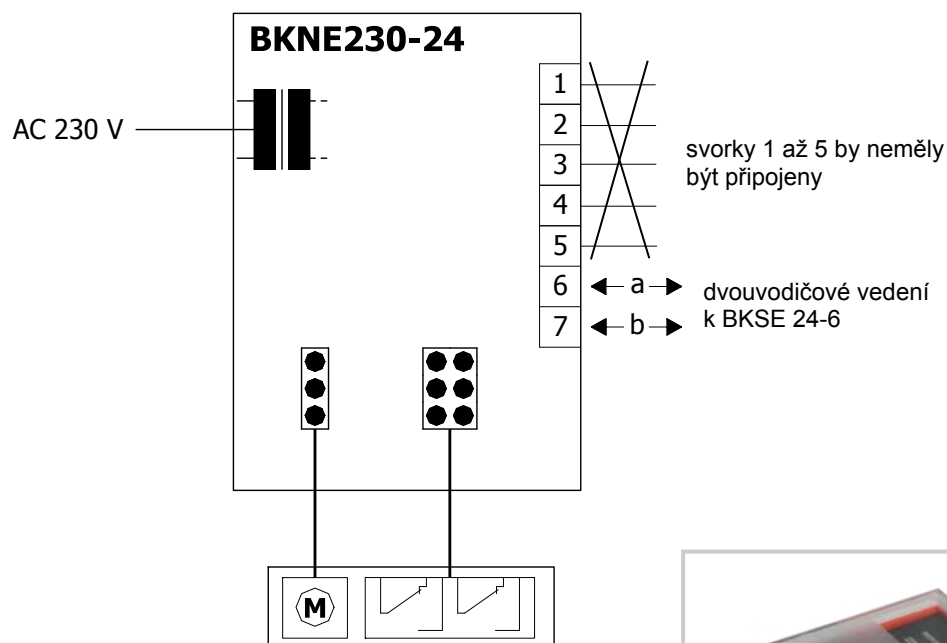 BKNE230-24
AC 230 V
1
2
3
4
5
6
7
svorky 1 až 5 by neměly
být připojeny
a
b
dvouvodičové vedení
k BKSE 24-6
M